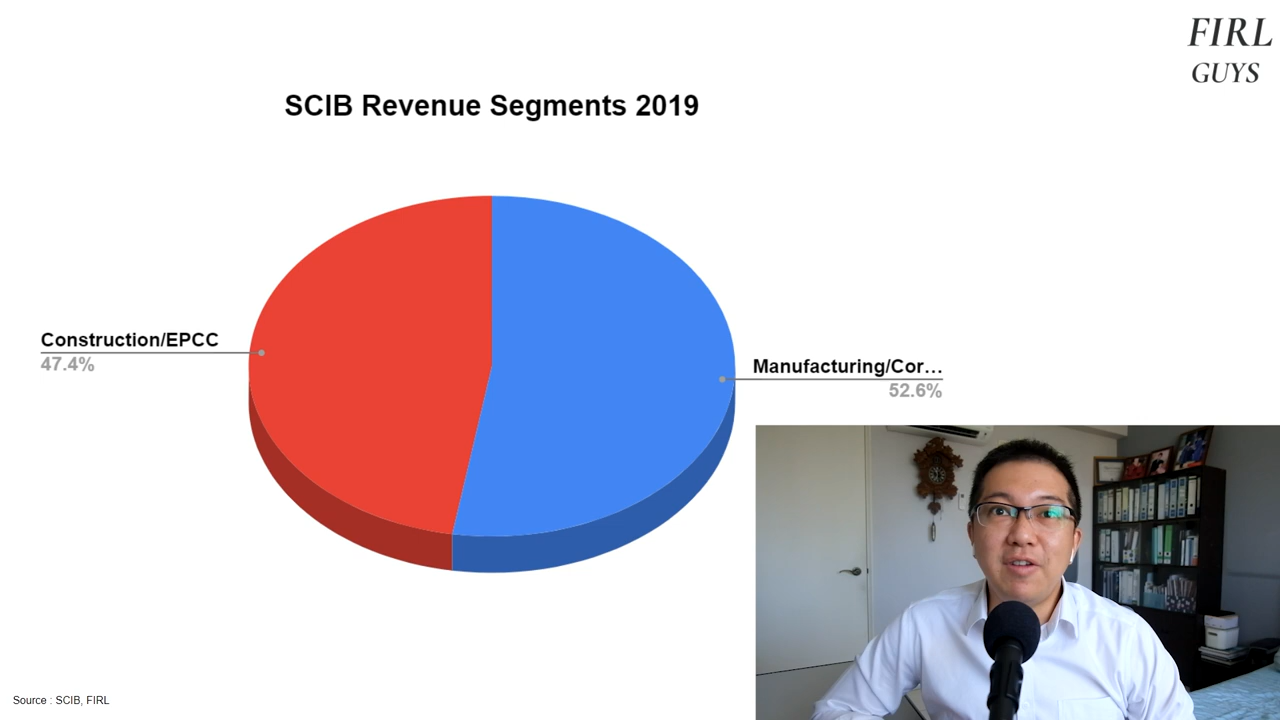 FIRL
GUYS
SCIB Revenue Segments 2019
Construction/EPCC
47.4%
Manufacturing/Cor…
52.6%
Source : SCIB, FIRL